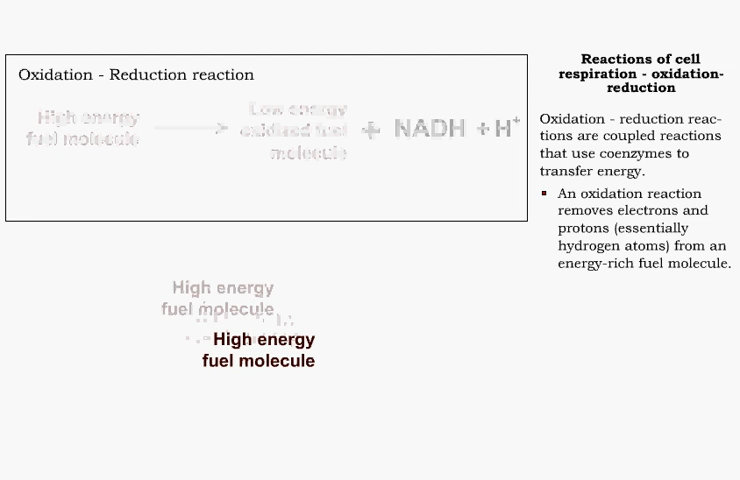 Oxidation - Reduction reaction
High energy
fuel molecule
Low energy
oxidized fuel
molecule
+ NADH + H⁺
Reactions of cell
respiration - oxidation-
reduction
Oxidation - reduction reac-
tions are coupled reactions
that use coenzymes to
transfer energy.
▪ An oxidation reaction
removes electrons and
protons (essentially
hydrogen atoms) from an
energy-rich fuel molecule.
High energy
fuel molecule
High energy
fuel molecule